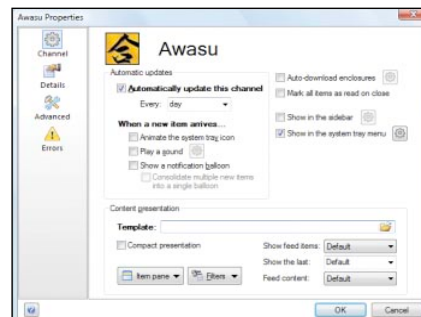 Awasu Properties
Channel
Details
Advanced
Errors
合 Awasu
Automatic updates
Automatically update this channel
Every: day
When a new item arrives...
Animate the system tray icon
Play a sound
Show a notification balloon
Consolidate multiple new items
into a single balloon
Auto-download enclosures
Mark all items as read on close
Show in the sidebar
Show in the system tray menu
Content presentation
Template:
Compact presentation
Show feed items: Default
Show the last: Default
Feed content: Default
Item pane
Filters
OK
Cancel